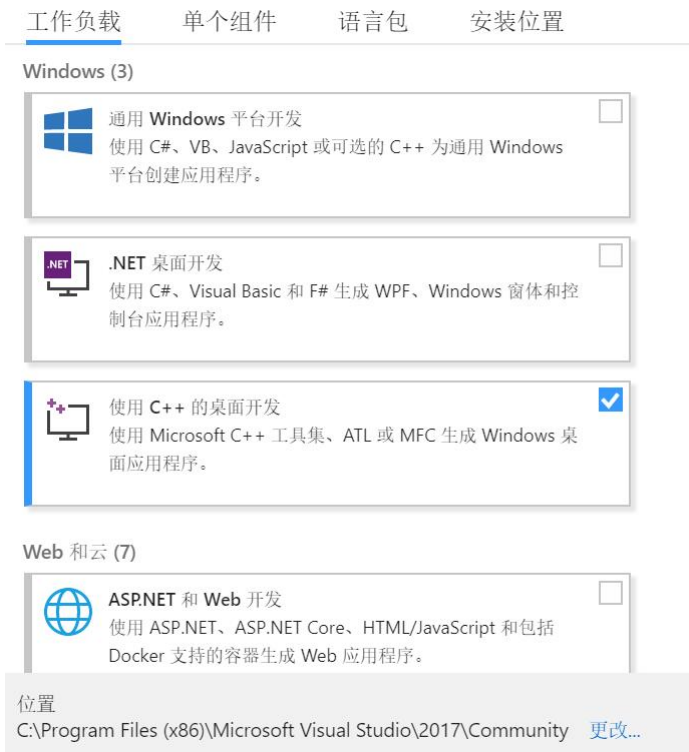 工作负载 单个组件 语言包 安装位置
Windows (3)
通用 Windows 平台开发
使用 C#、VB、JavaScript 或可选的 C++ 为通用 Windows
平台创建应用程序。
.NET
.NET 桌面开发
使用 C#、Visual Basic 和 F# 生成 WPF、Windows 窗体和控
制台应用程序。
使用 C++ 的桌面开发
使用 Microsoft C++ 工具集、ATL 或 MFC 生成 Windows 桌
面应用程序。
Web 和云 (7)
ASP.NET 和 Web 开发
使用 ASP.NET、ASP.NET Core、HTML/JavaScript 和包括
Docker 支持的容器生成 Web 应用程序。
位置
C:\Program Files (x86)\Microsoft Visual Studio\2017\Community 更改...